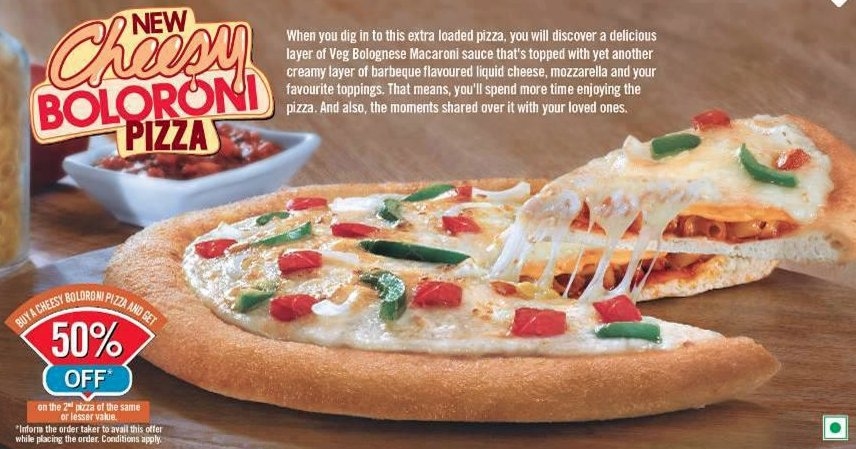 NEW
Cheesy
BOLORONI
PIZZA
When you dig in to this extra loaded pizza, you will discover a delicious
layer of Veg Bolognese Macaroni sauce that's topped with yet another
creamy layer of barbeque flavoured liquid cheese, mozzarella and your
favourite toppings. That means, you'll spend more time enjoying the
pizza. And also, the moments shared over it with your loved ones.
BUY A CHEESY BOLORONI PIZZA AND GET
50%
OFF*
on the 2nd pizza of the same
or lesser value.
*Inform the order taker to avail this offer
while placing the order. Conditions apply.